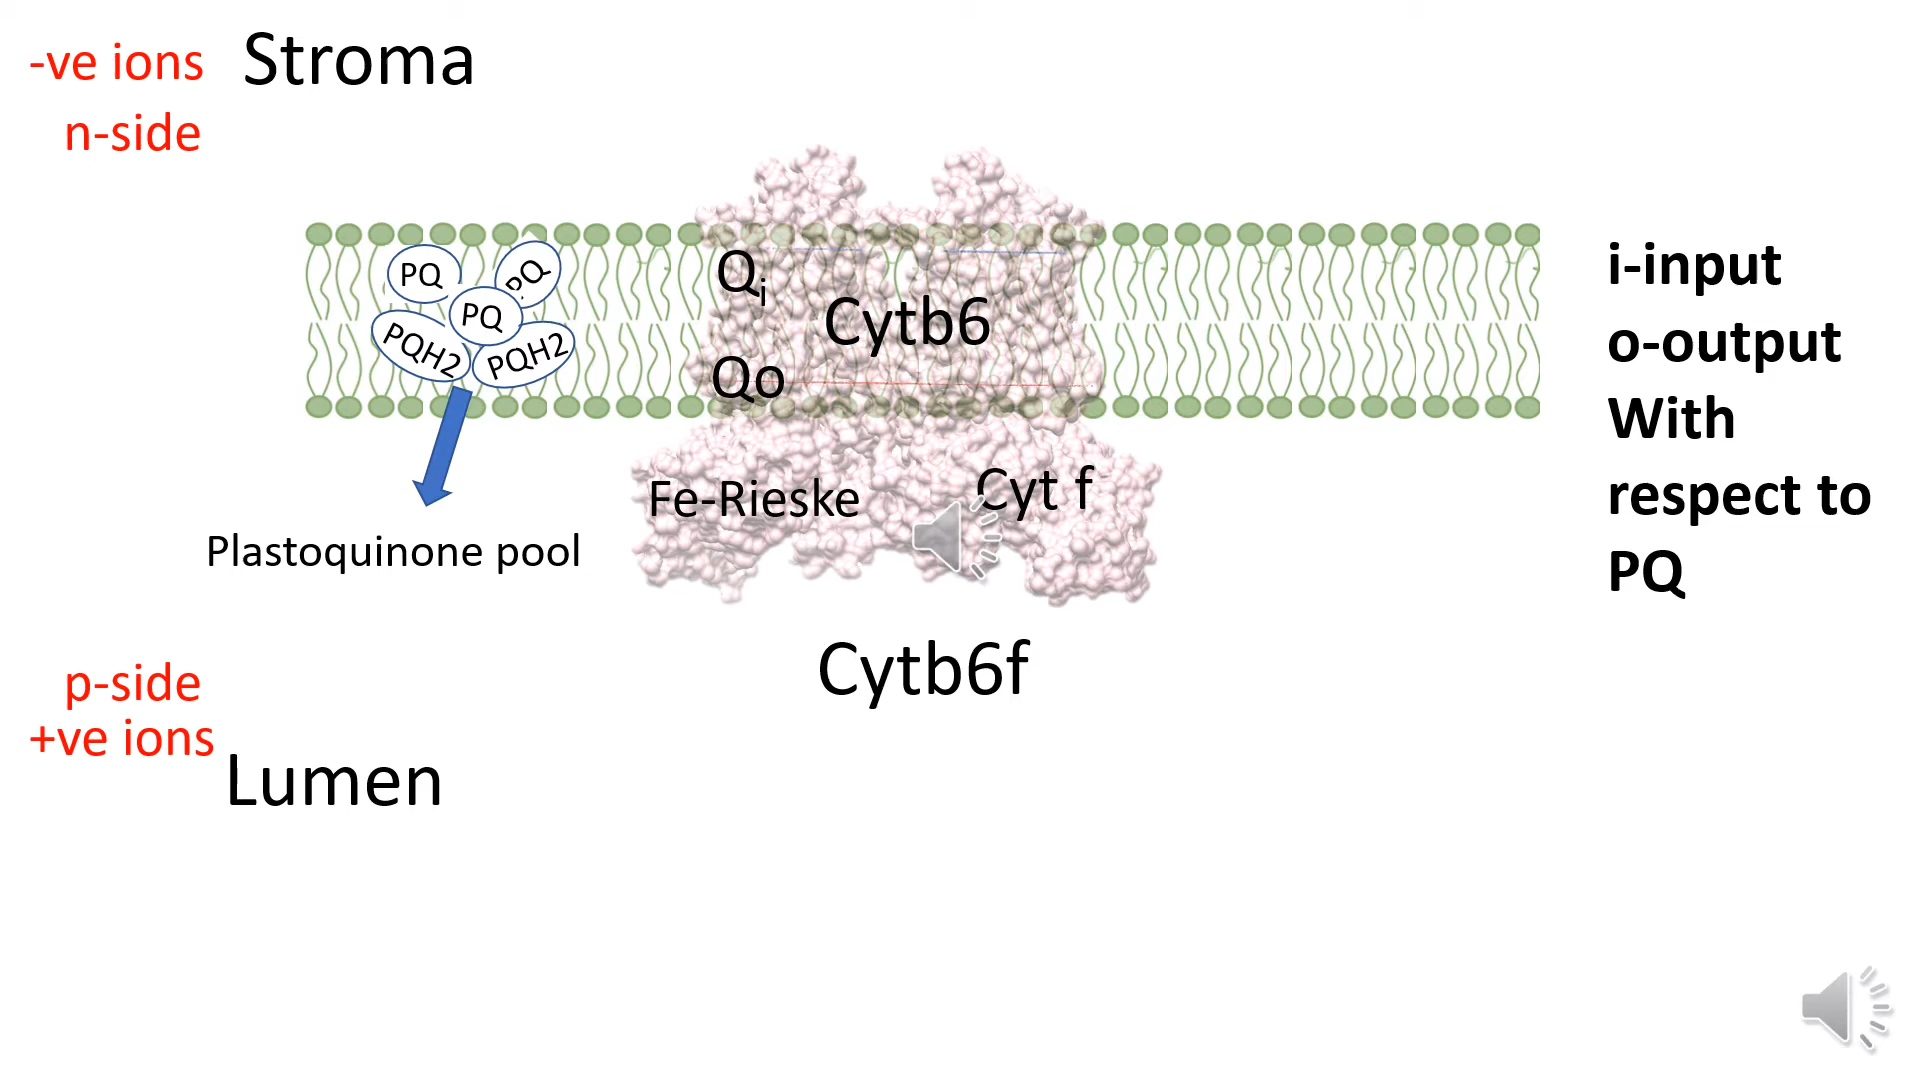 -ve ions
Stroma
n-side
PQ
PQ
PQ
PQH2
PQH2
Plastoquinone pool
Qi
Cytb6
Qo
Fe-Rieske
Cyt f
Cytb6f
i-input
o-output
With
respect to
PQ
p-side
+ve ions
Lumen